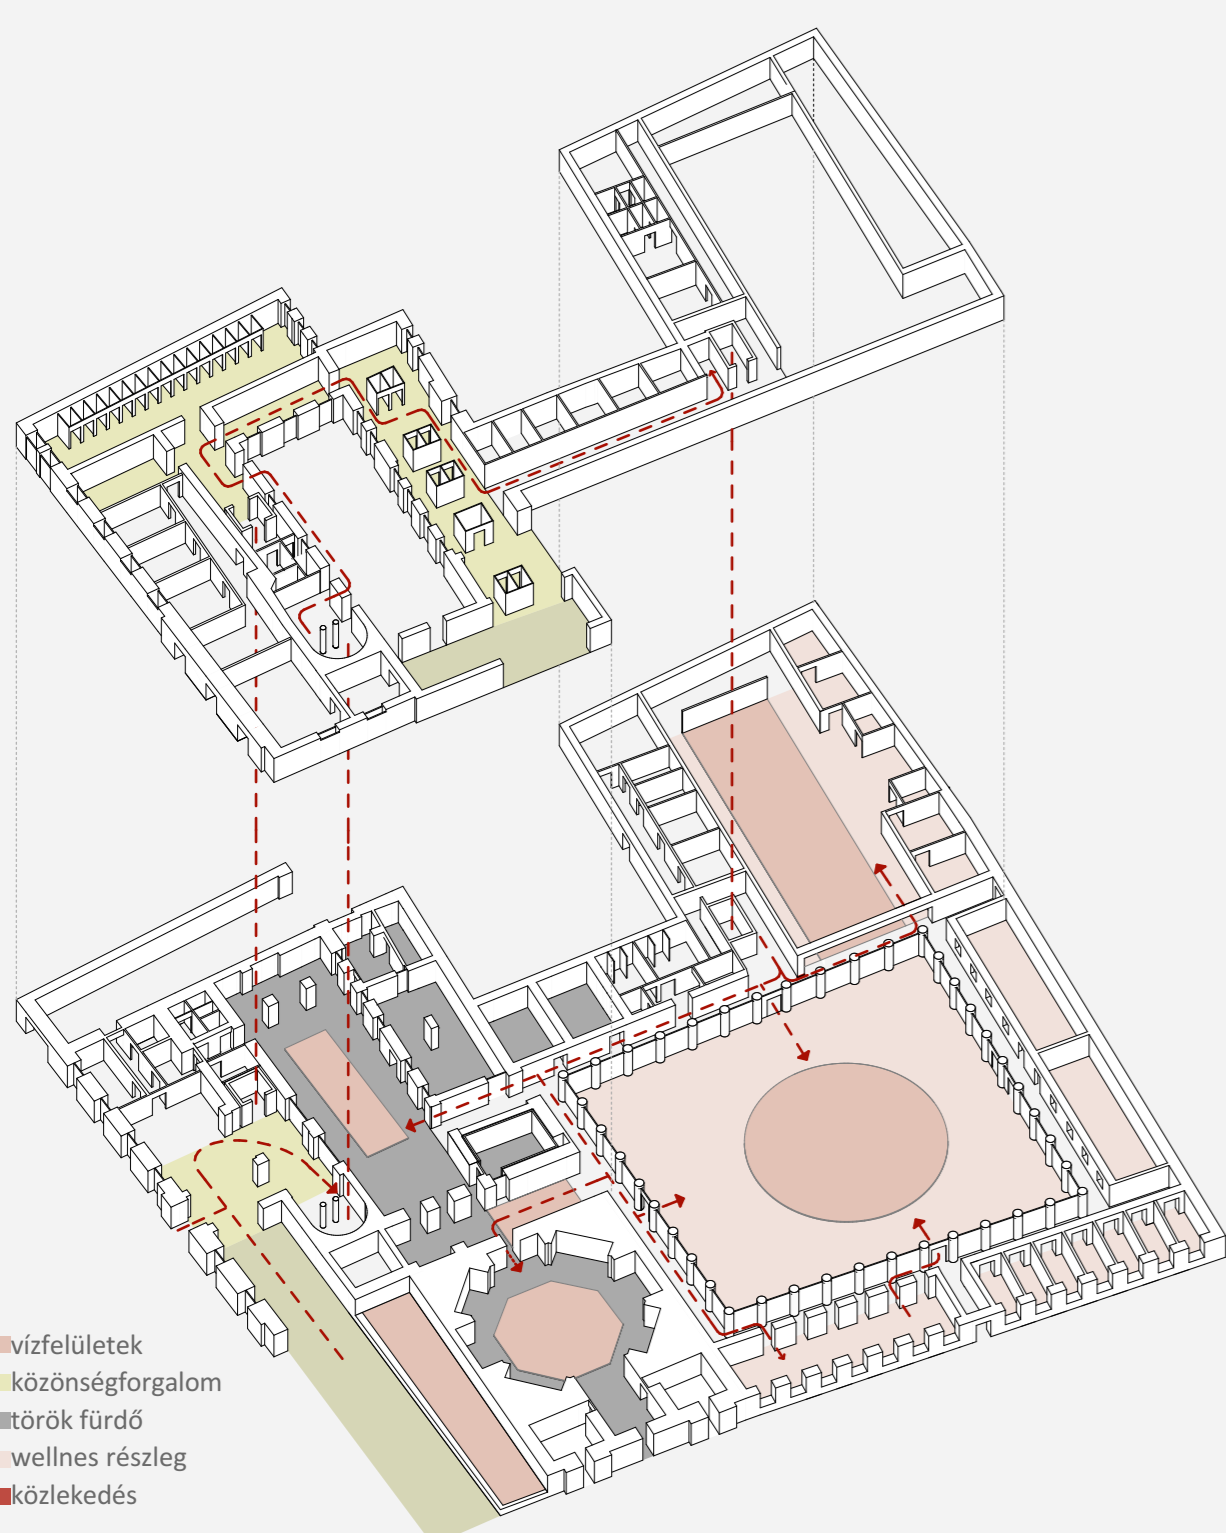 vízfelületek
közönségforgalom
török fürdő
wellnes részleg
közlekedés